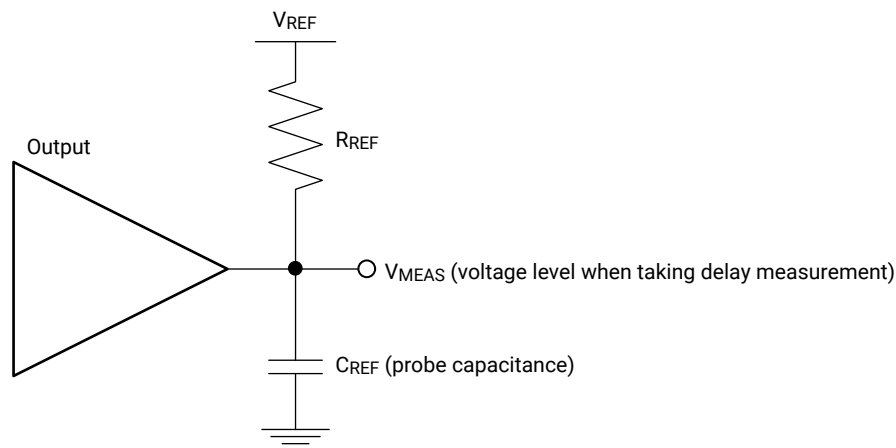 VREF
RREF
Output
VMEAS (voltage level when taking delay measurement)
CREF (probe capacitance)